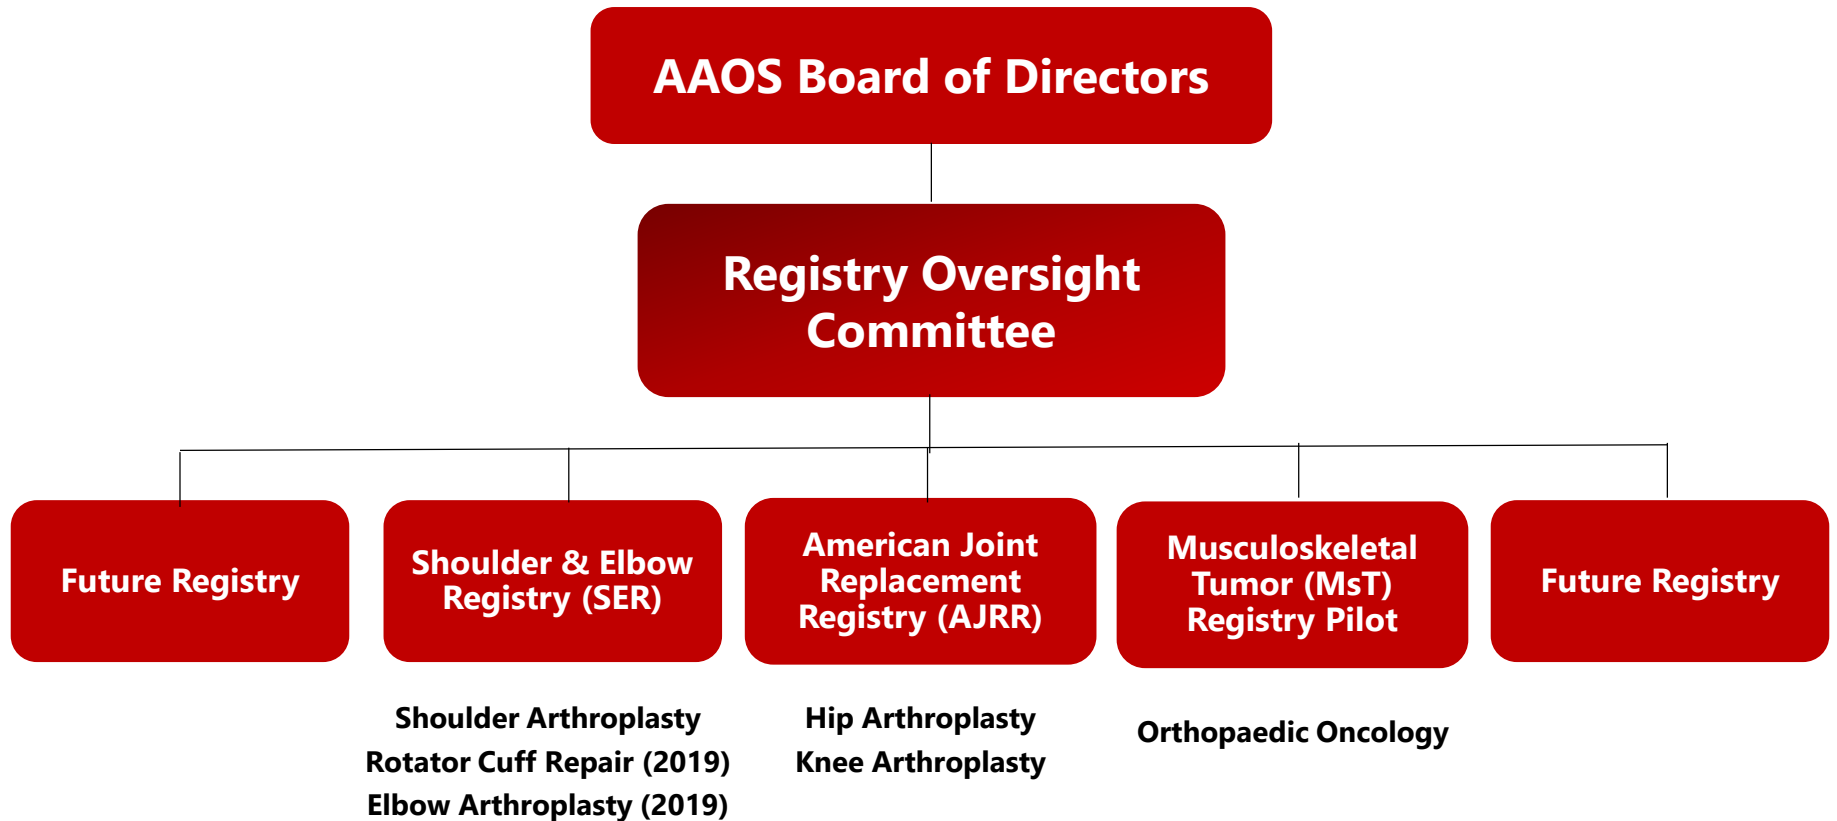 AAOS Board of Directors
Registry Oversight
Committee
Future Registry
Shoulder & Elbow
Registry (SER)
American Joint
Replacement
Registry (AJRR)
Musculoskeletal
Tumor (MsT)
Registry Pilot
Future Registry
Shoulder Arthroplasty
Rotator Cuff Repair (2019)
Elbow Arthroplasty (2019)
Hip Arthroplasty
Knee Arthroplasty
Orthopaedic Oncology